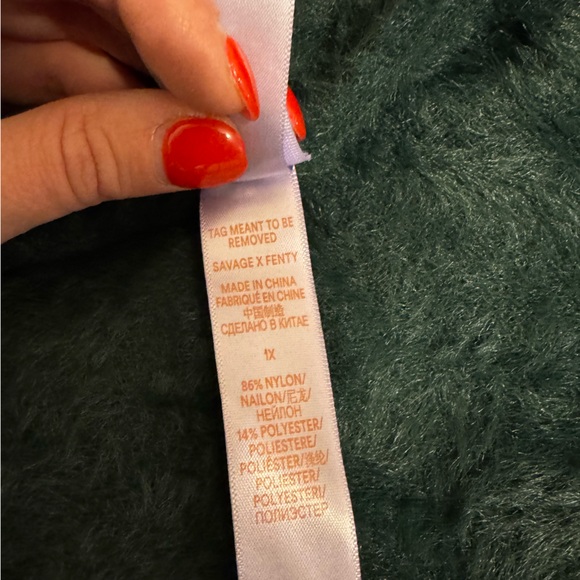 TAG MEANT TO BE
REMOVED
SAVAGE X FENTY
MADE IN CHINA
FABRIQUÉ EN CHINE
中国制造
СДЕЛАНО В КИТАЕ
1X
86% NYLON/
NAILON/尼龙/
НЕЙЛОН
14% POLYESTER/
POLIESTERE/
POLIÉSTER/涤纶/
POLIESTER/
POLYESTERI/
ПОЛИЭСТЕР